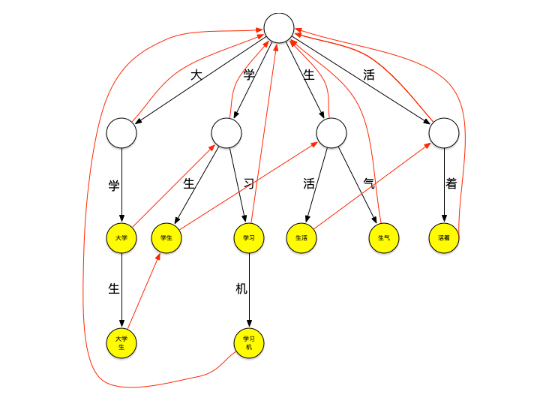 大
学
生
活
学
生
习
活
气
着
大学
学生
学习
生活
生气
活着
生
机
大学
生
学习
机